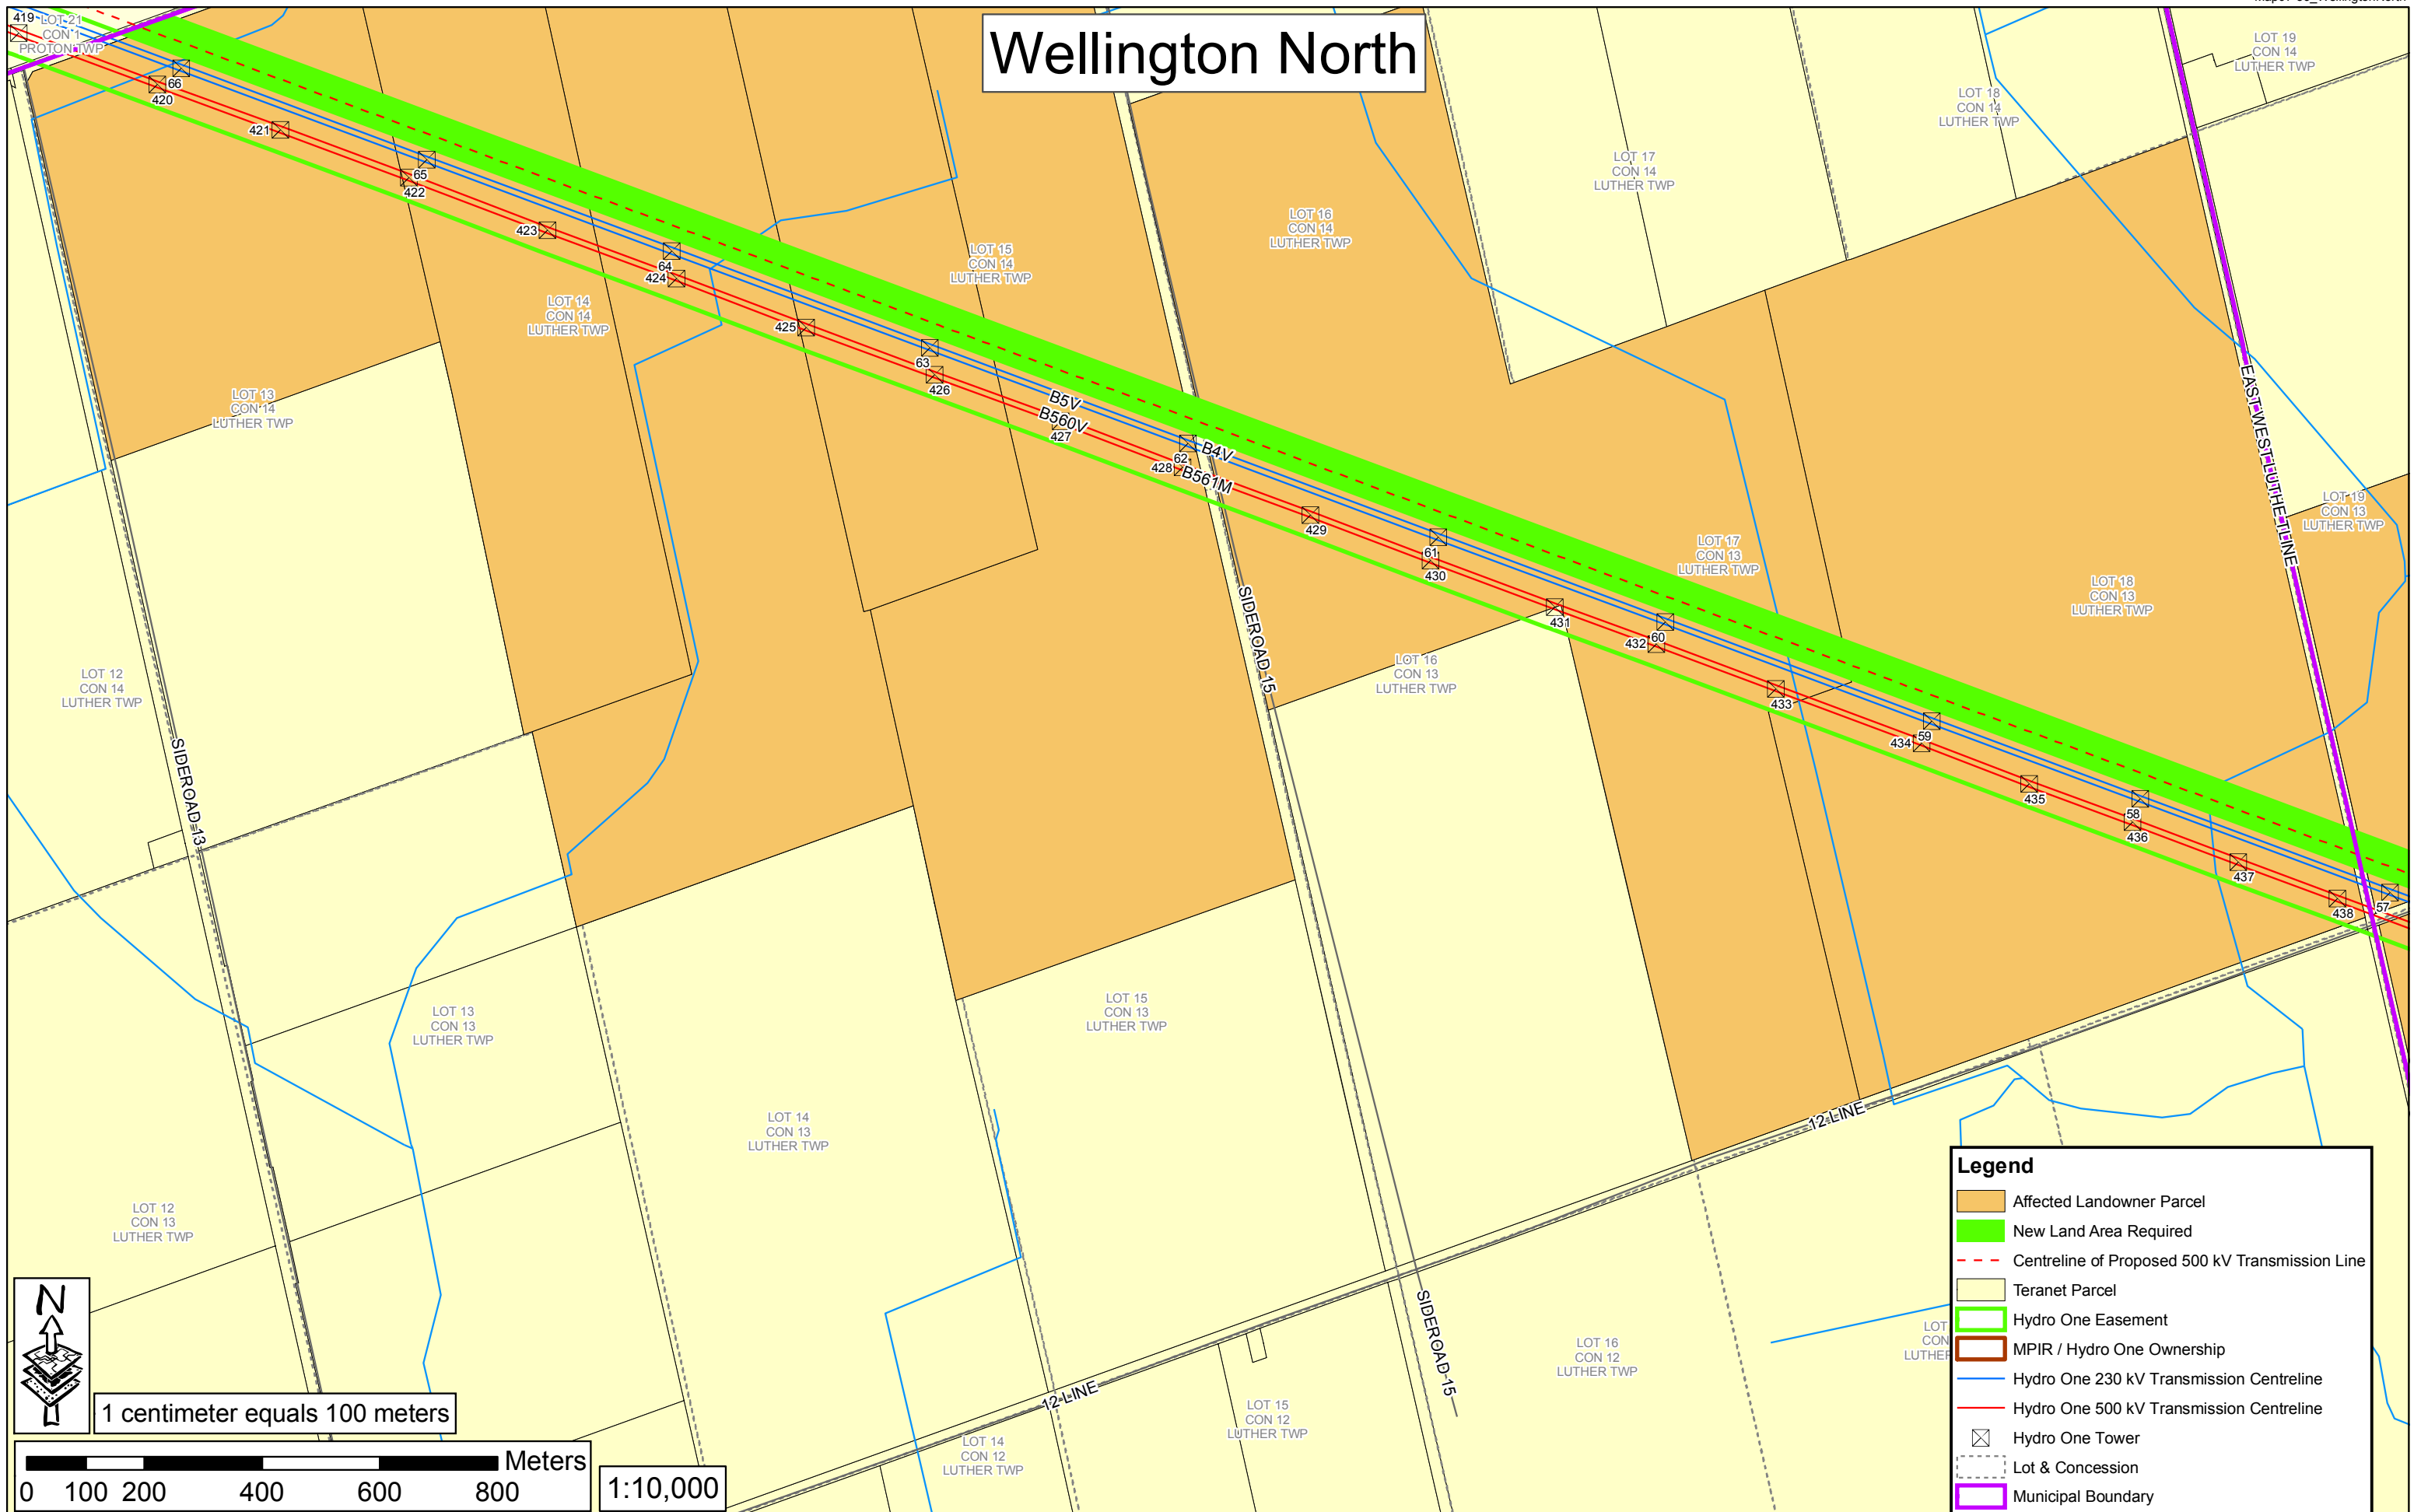 Wellington North
419
LOT 21
CON 1
PROTON TWP
66
420
421
65
422
423
64
424
425
63
426
B5V
B560V
427
62
B4V
428
B561M
429
61
430
431
60
432
433
59
434
435
58
436
437
438
57
LOT 19
CON 14
LUTHER TWP
LOT 18
CON 14
LUTHER TWP
LOT 17
CON 14
LUTHER TWP
LOT 16
CON 14
LUTHER TWP
LOT 15
CON 14
LUTHER TWP
LOT 14
CON 14
LUTHER TWP
LOT 13
CON 14
LUTHER TWP
LOT 12
CON 14
LUTHER TWP
LOT 19
CON 13
LUTHER TWP
LOT 18
CON 13
LUTHER TWP
LOT 17
CON 13
LUTHER TWP
LOT 16
CON 13
LUTHER TWP
LOT 15
CON 13
LUTHER TWP
LOT 14
CON 13
LUTHER TWP
LOT 13
CON 13
LUTHER TWP
LOT 12
CON 13
LUTHER TWP
LOT 16
CON 12
LUTHER TWP
LOT 15
CON 12
LUTHER TWP
LOT 14
CON 12
LUTHER TWP
LOT
CON
LUTHER
SIDEROAD 13
SIDEROAD 15
SIDEROAD 15
EAST WEST LUTHE TLINE
12 LINE
12 LINE
N
1 centimeter equals 100 meters
Meters
0 100 200 400 600 800
1:10,000
Legend
Affected Landowner Parcel
New Land Area Required
Centreline of Proposed 500 kV Transmission Line
Teranet Parcel
Hydro One Easement
MPIR / Hydro One Ownership
Hydro One 230 kV Transmission Centreline
Hydro One 500 kV Transmission Centreline
Hydro One Tower
Lot & Concession
Municipal Boundary